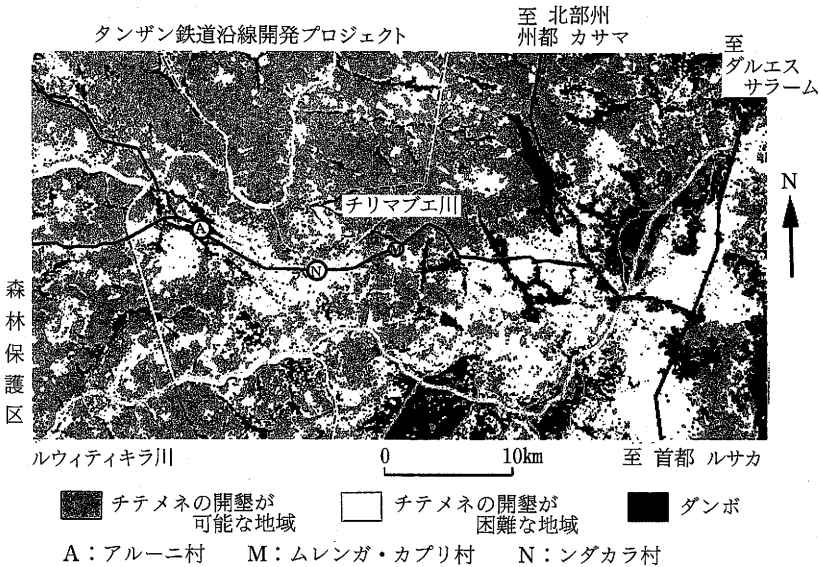 タンザン鉄道沿線開発プロジェクト
至 北部州
州都 カサマ
至
ダルエス
サラーム
N
チリマブエ川
A
N
M
森林保護区
ルウィティキラ川
0
10km
至 首都 ルサカ
チテメネの開墾が
可能な地域
チテメネの開墾が
困難な地域
ダンボ
A：アルーニ村
M：ムレンガ・カプリ村
N：ンダカラ村